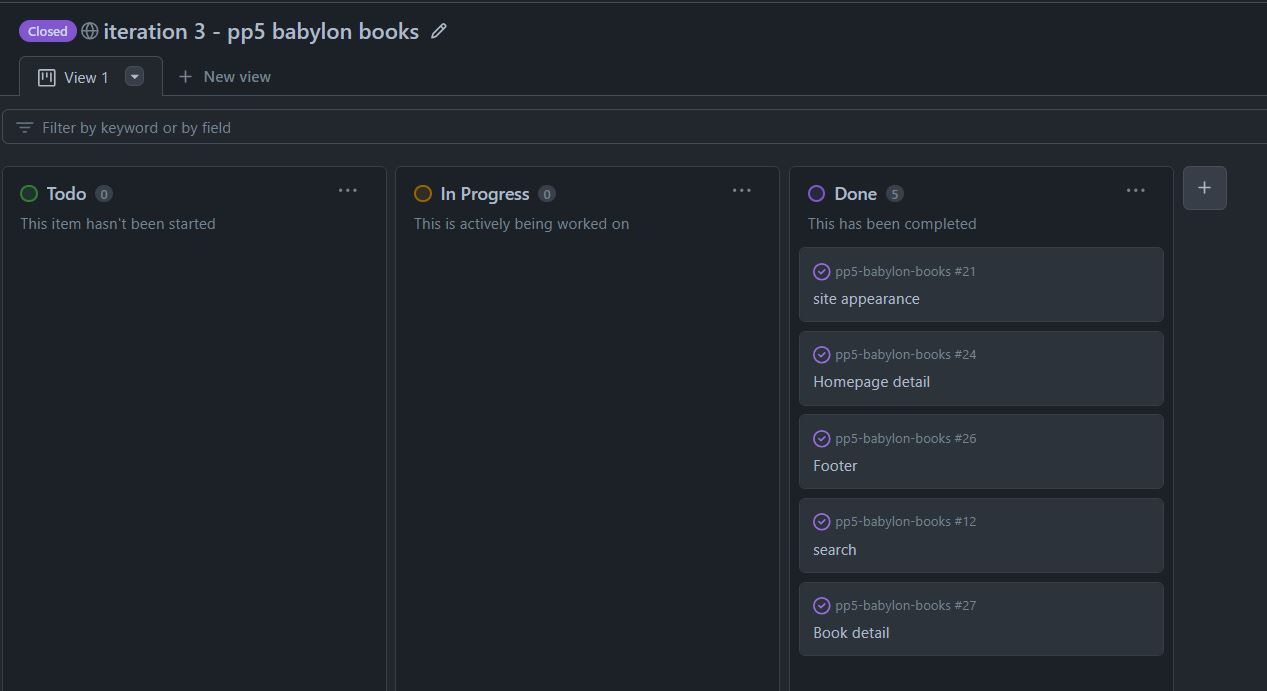 Closed iteration 3 - pp5 babylon books
View 1 New view
Filter by keyword or by field
Todo 0
This item hasn't been started
In Progress 0
This is actively being worked on
Done 5
This has been completed
pp5-babylon-books #21
site appearance
pp5-babylon-books #24
Homepage detail
pp5-babylon-books #26
Footer
pp5-babylon-books #12
search
pp5-babylon-books #27
Book detail